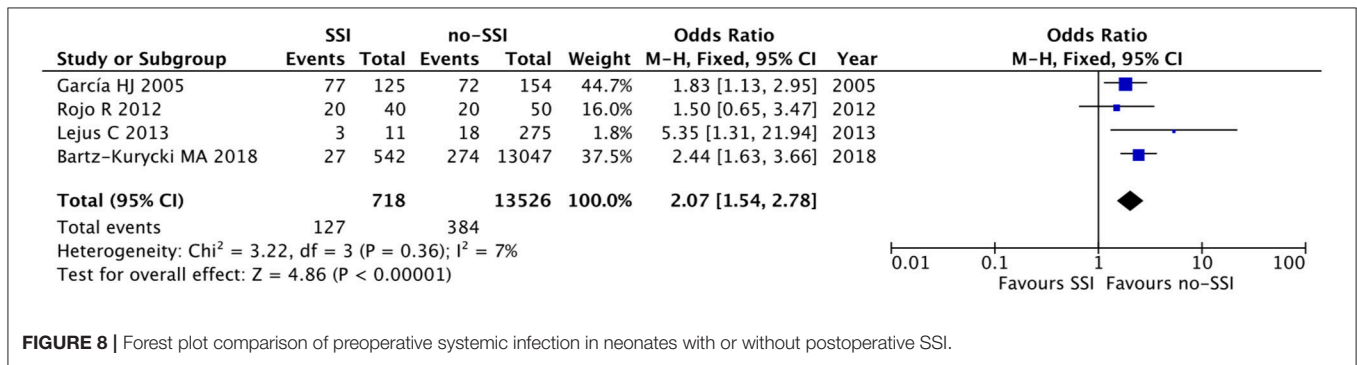 SSI no-SSI Odds Ratio Odds Ratio
Study or Subgroup Events Total Events Total Weight M-H, Fixed, 95% CI Year M-H, Fixed, 95% CI
García HJ 2005 77 125 72 154 44.7% 1.83 [1.13, 2.95] 2005
Rojo R 2012 20 40 20 50 16.0% 1.50 [0.65, 3.47] 2012
Lejus C 2013 3 11 18 275 1.8% 5.35 [1.31, 21.94] 2013
Bartz-Kurycki MA 2018 27 542 274 13047 37.5% 2.44 [1.63, 3.66] 2018
Total (95% CI) 718 13526 100.0% 2.07 [1.54, 2.78]
Total events 127 384
Heterogeneity: Chi² = 3.22, df = 3 (P = 0.36); I² = 7%
Test for overall effect: Z = 4.86 (P < 0.00001)
0.01 0.1 1 10 100
Favours SSI Favours no-SSI
FIGURE 8 | Forest plot comparison of preoperative systemic infection in neonates with or without postoperative SSI.